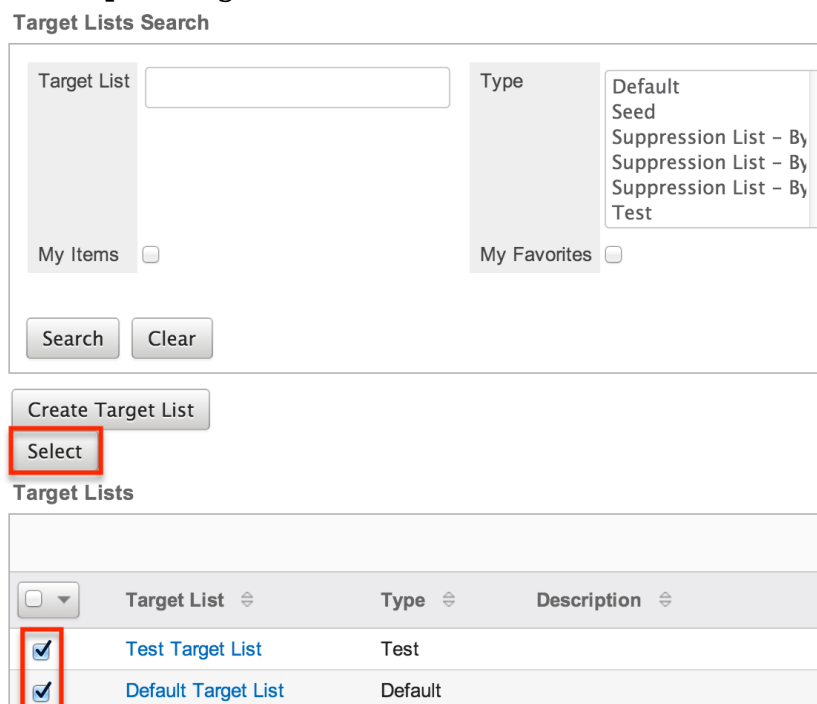 Target Lists Search
Target List
Type
Default
Seed
Suppression List – By
Suppression List – By
Suppression List – By
Test
My Items
My Favorites
Search Clear
Create Target List
Select
Target Lists
Target List Type Description
Test Target List Test
Default Target List Default